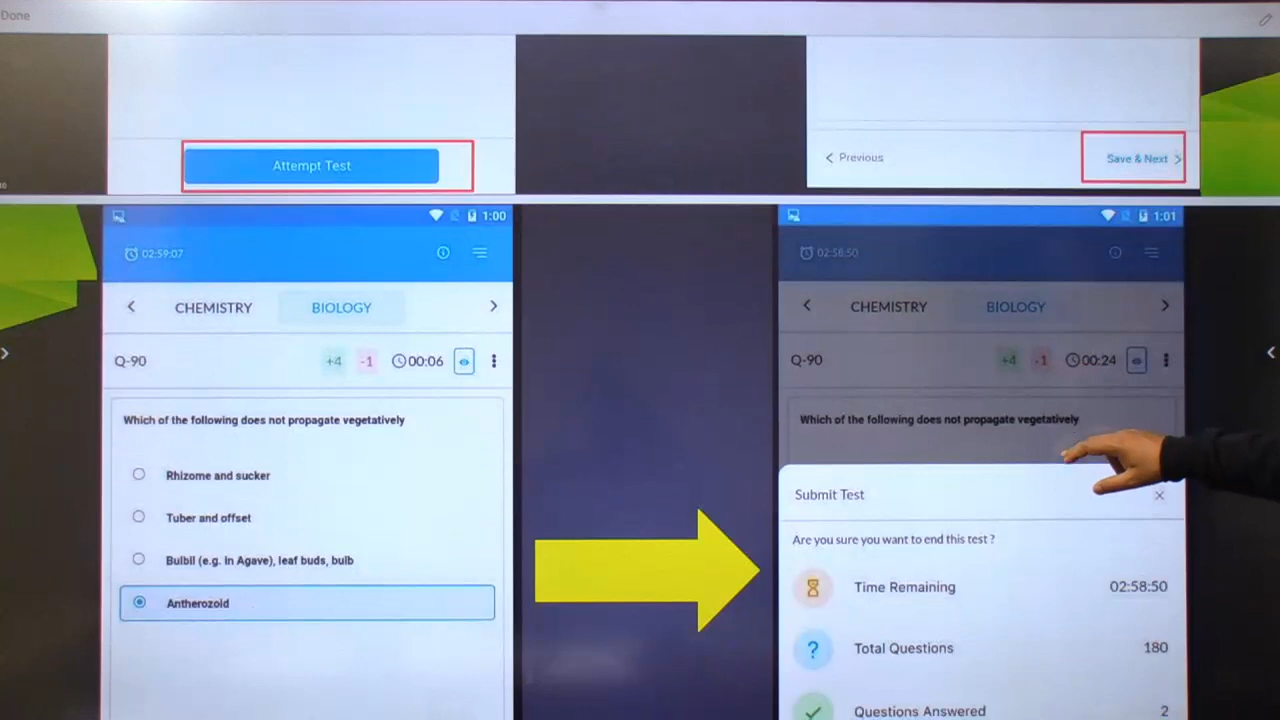 Done
Attempt Test
Previous
Save & Next
1:00
02:59:07
CHEMISTRY
BIOLOGY
Q-90
+4
-1
00:06
Which of the following does not propagate vegetatively
Rhizome and sucker
Tuber and offset
Bulbil (e.g. in Agave), leaf buds, bulb
Antherozoid
1:01
02:58:50
CHEMISTRY
BIOLOGY
Q-90
+4
-1
00:24
Which of the following does not propagate vegetatively
Submit Test
Are you sure you want to end this test ?
Time Remaining
02:58:50
Total Questions
180
Questions Answered
2